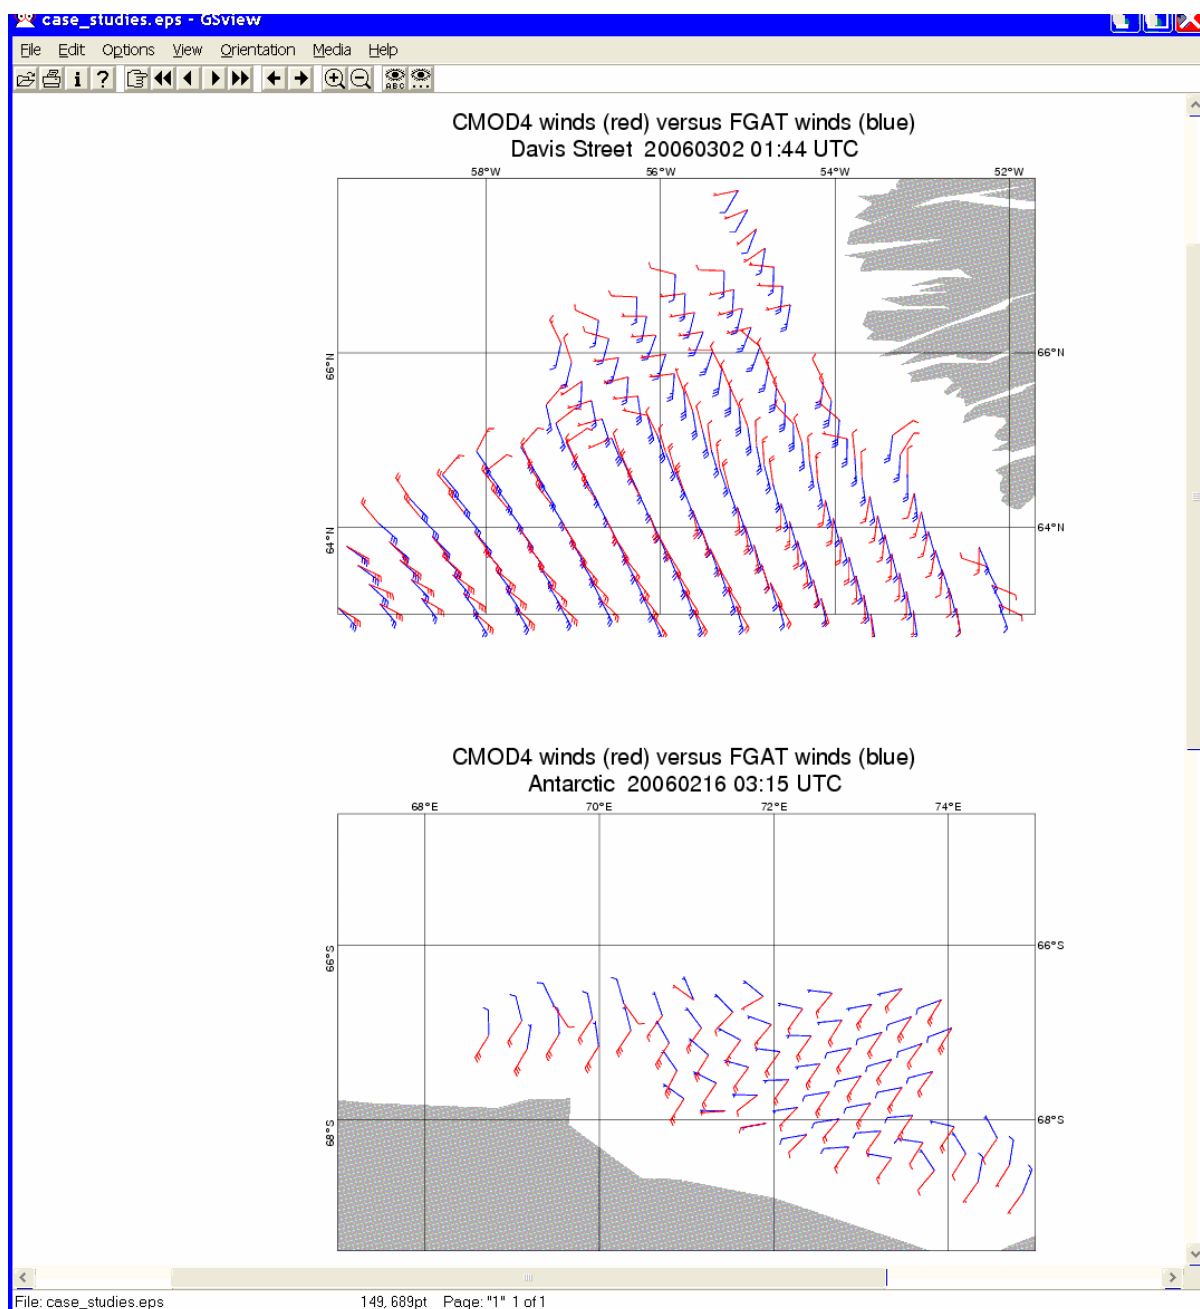 case_studies.eps - GSview
File Edit Options View Orientation Media Help
ABC
CMOD4 winds (red) versus FGAT winds (blue)
Davis Street 20060302 01:44 UTC
58°W 56°W 54°W 52°W
66°N 66°N
64°N 64°N
CMOD4 winds (red) versus FGAT winds (blue)
Antarctic 20060216 03:15 UTC
68°E 70°E 72°E 74°E
66°S 66°S
68°S 68°S
File: case_studies.eps 149, 689pt Page: "1" 1 of 1